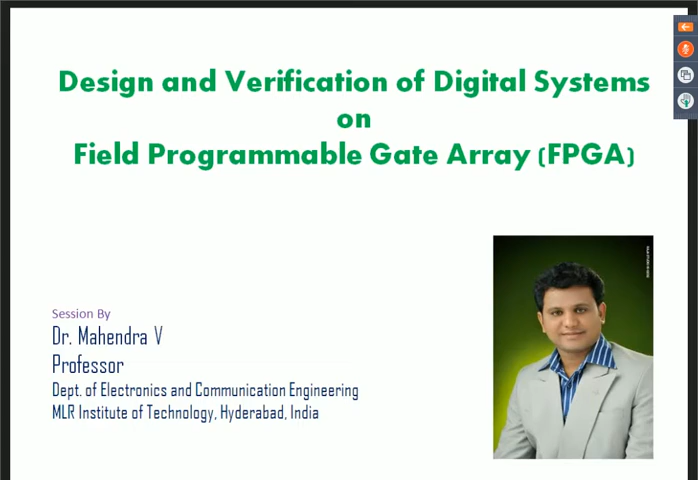 Design and Verification of Digital Systems
on
Field Programmable Gate Array (FPGA)
Session By
Dr. Mahendra V
Professor
Dept. of Electronics and Communication Engineering
MLR Institute of Technology, Hyderabad, India